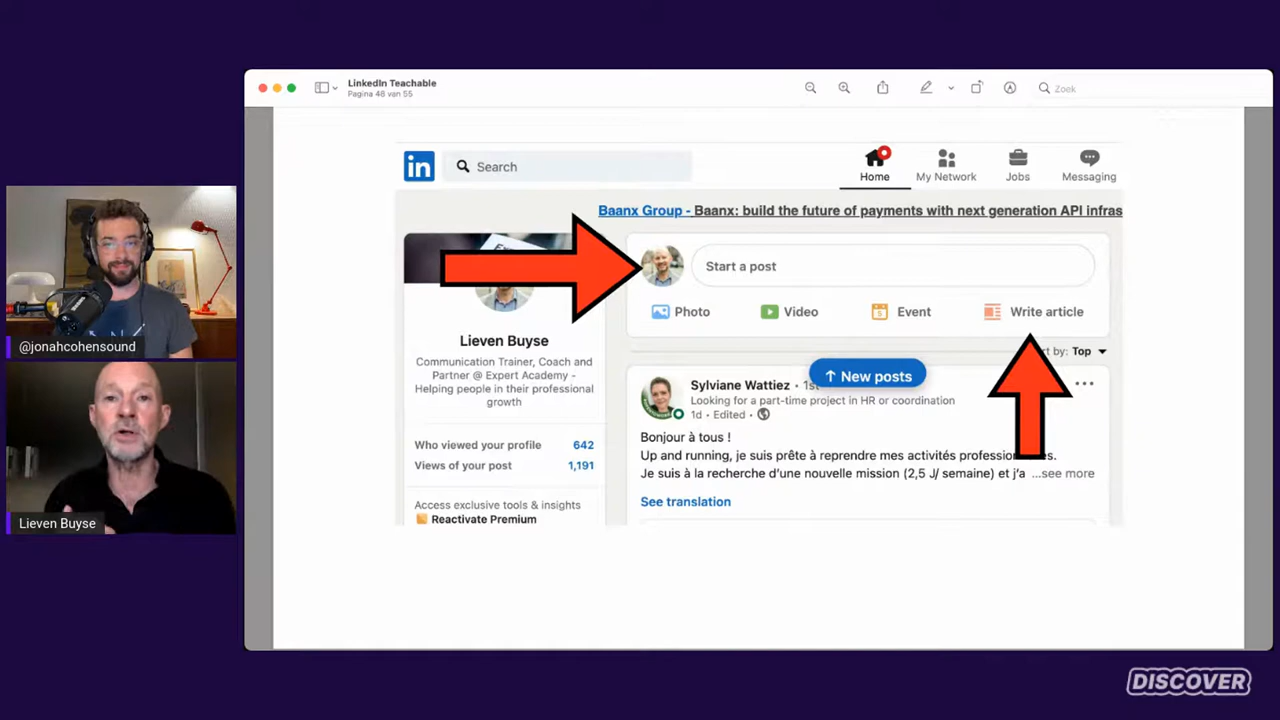 LinkedIn Teachable
Pagina 48 van 55
Zoek
in
Search
Home
My Network
Jobs
Messaging
Baanx Group - Baanx: build the future of payments with next generation API infras
Start a post
Photo
Video
Event
Write article
Lieven Buyse
Communication Trainer, Coach and
Partner @ Expert Academy -
Helping people in their professional
growth
Who viewed your profile 642
Views of your post 1,191
Access exclusive tools & insights
Reactivate Premium
rt by: Top
↑ New posts
Sylviane Wattiez • 1st
Looking for a part-time project in HR or coordination
1d • Edited •
Bonjour à tous !
Up and running, je suis prête à reprendre mes activités profession es.
Je suis à la recherche d'une nouvelle mission (2,5 J/ semaine) et j'a ...see more
See translation
@jonahcohensound
Lieven Buyse
DISCOVER